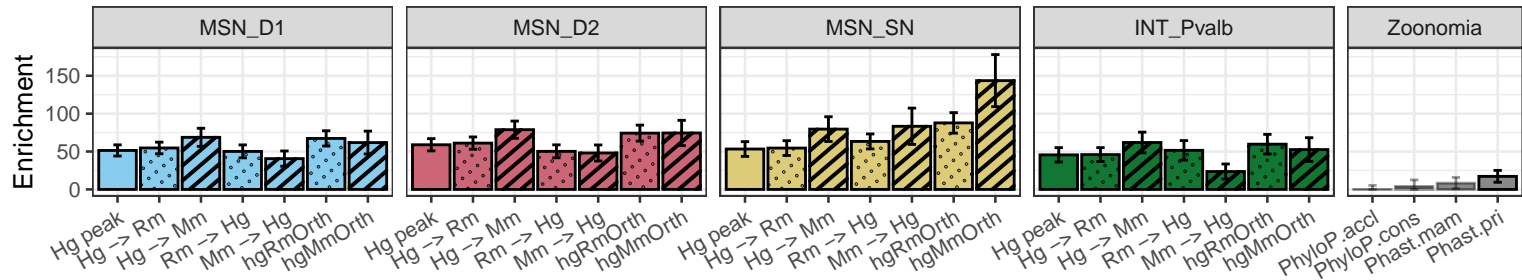 MSN_D1 MSN_D2 MSN_SN INT_Pvalb Zoonomia
Enrichment
150
100
50
0
Hg peak Hg -> Rm Hg -> Mm Rm -> Hg Mm -> Hg hgRmOrth hgMmOrth
Hg peak Hg -> Rm Hg -> Mm Rm -> Hg Mm -> Hg hgRmOrth hgMmOrth
Hg peak Hg -> Rm Hg -> Mm Rm -> Hg Mm -> Hg hgRmOrth hgMmOrth
Hg peak Hg -> Rm Hg -> Mm Rm -> Hg Mm -> Hg hgRmOrth hgMmOrth
PhyloP.accl PhyloP.cons Phast.mam Phast.pri